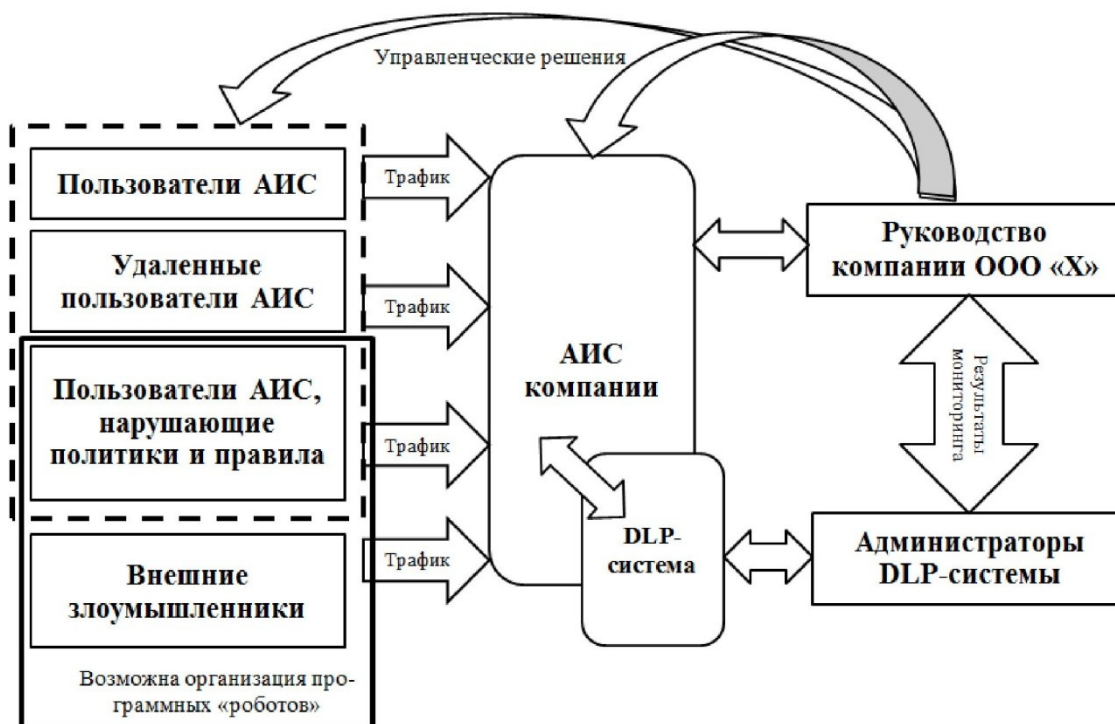 Управленческие решения
Пользователи АИС
Трафик
Удаленные
пользователи АИС
Трафик
Пользователи АИС,
нарушающие
политики и правила
Трафик
Внешние
злоумышленники
Трафик
Возможна организация про-
граммных «роботов»
АИС
компании
DLP-
система
Руководство
компании ООО «Х»
Результаты
мониторинга
Администраторы
DLP-системы